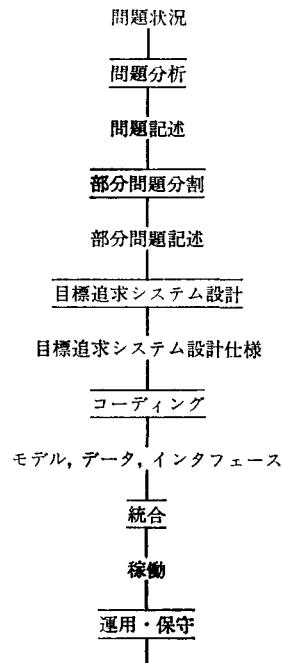 問題状況
問題分析
問題記述
部分問題分割
部分問題記述
目標追求システム設計
目標追求システム設計仕様
コーディング
モデル, データ, インタフェース
統合
稼働
運用・保守